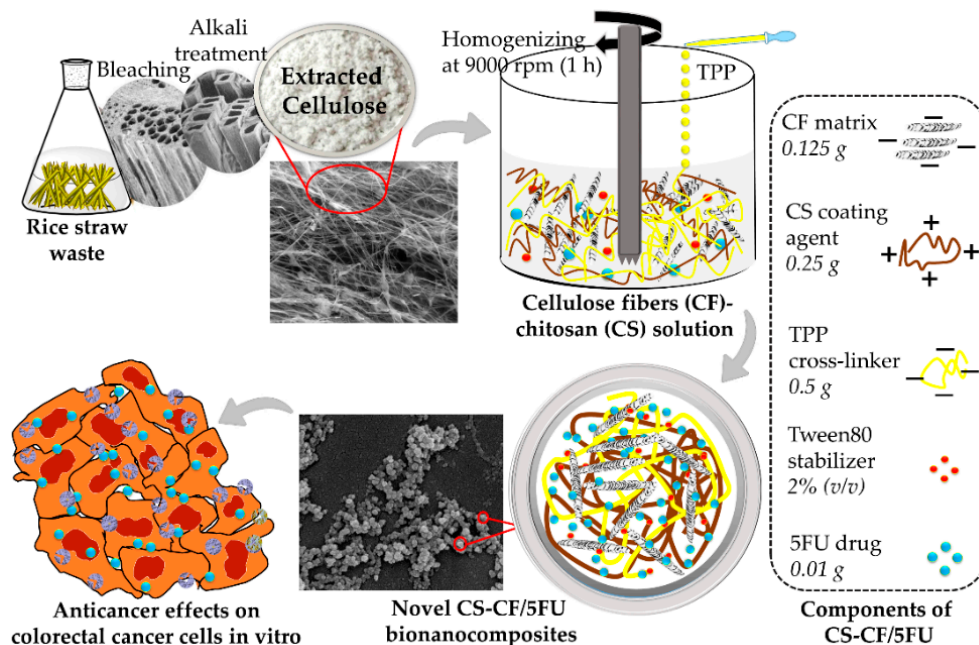 Alkali
treatment
Bleaching
Extracted
Cellulose
Rice straw
waste
Homogenizing
at 9000 rpm (1 h)
TPP
Cellulose fibers (CF)-
chitosan (CS) solution
CF matrix
0.125 g
CS coating
agent
0.25 g
TPP
cross-linker
0.5 g
Tween80
stabilizer
2% (v/v)
5FU drug
0.01 g
Components of
CS-CF/5FU
Novel CS-CF/5FU
bionanocomposites
Anticancer effects on
colorectal cancer cells in vitro